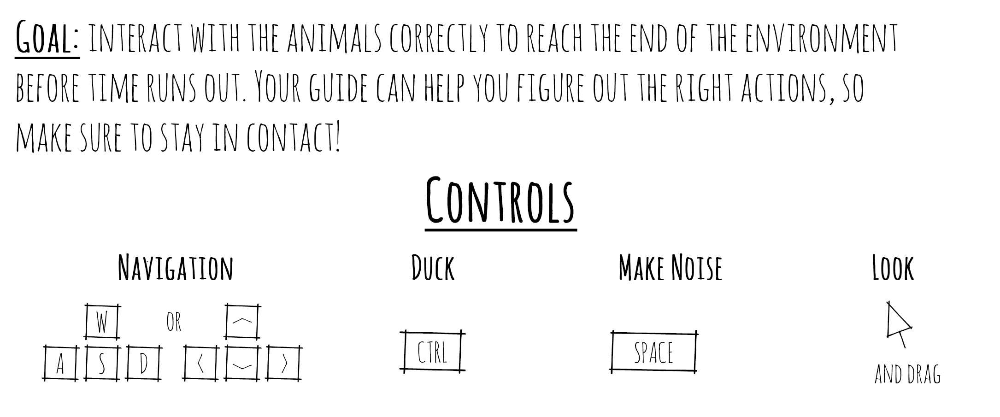 Goal: interact with the animals correctly to reach the end of the environment
before time runs out. Your guide can help you figure out the right actions, so
make sure to stay in contact!
Controls
Navigation
W or ^
A S D < ﹀ >
Duck
CTRL
Make Noise
SPACE
Look
and drag